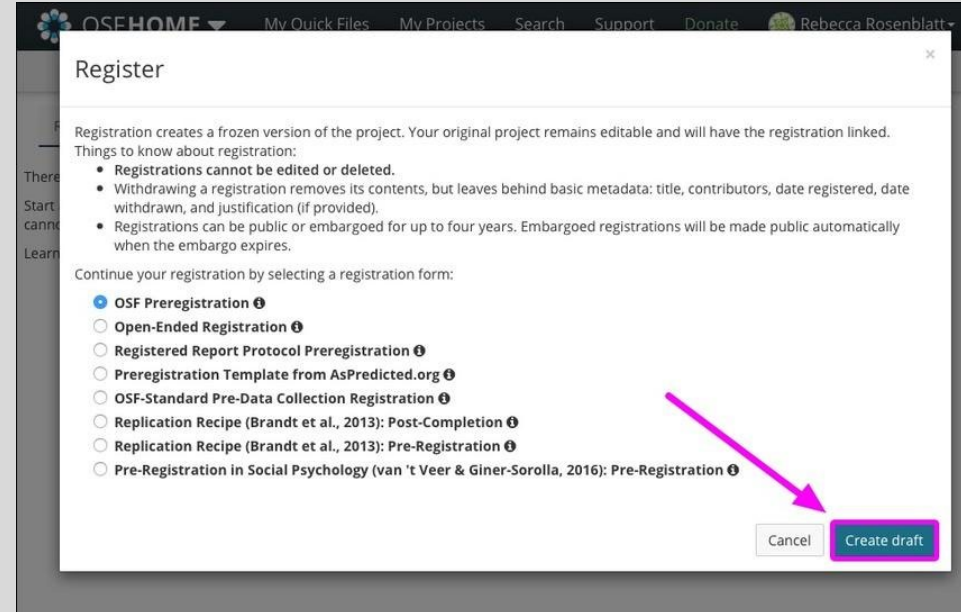 OSFHOME My Quick Files My Projects Search Support Donate Rebecca Rosenblatt
Register
×
Registration creates a frozen version of the project. Your original project remains editable and will have the registration linked.
Things to know about registration:
• Registrations cannot be edited or deleted.
• Withdrawing a registration removes its contents, but leaves behind basic metadata: title, contributors, date registered, date
withdrawn, and justification (if provided).
• Registrations can be public or embargoed for up to four years. Embargoed registrations will be made public automatically
when the embargo expires.
There
Start
Learn
Continue your registration by selecting a registration form:
OSF Preregistration
Open-Ended Registration
Registered Report Protocol Preregistration
Preregistration Template from AsPredicted.org
OSF-Standard Pre-Data Collection Registration
Replication Recipe (Brandt et al., 2013): Post-Completion
Replication Recipe (Brandt et al., 2013): Pre-Registration
Pre-Registration in Social Psychology (van 't Veer & Giner-Sorolla, 2016): Pre-Registration
Cancel Create draft